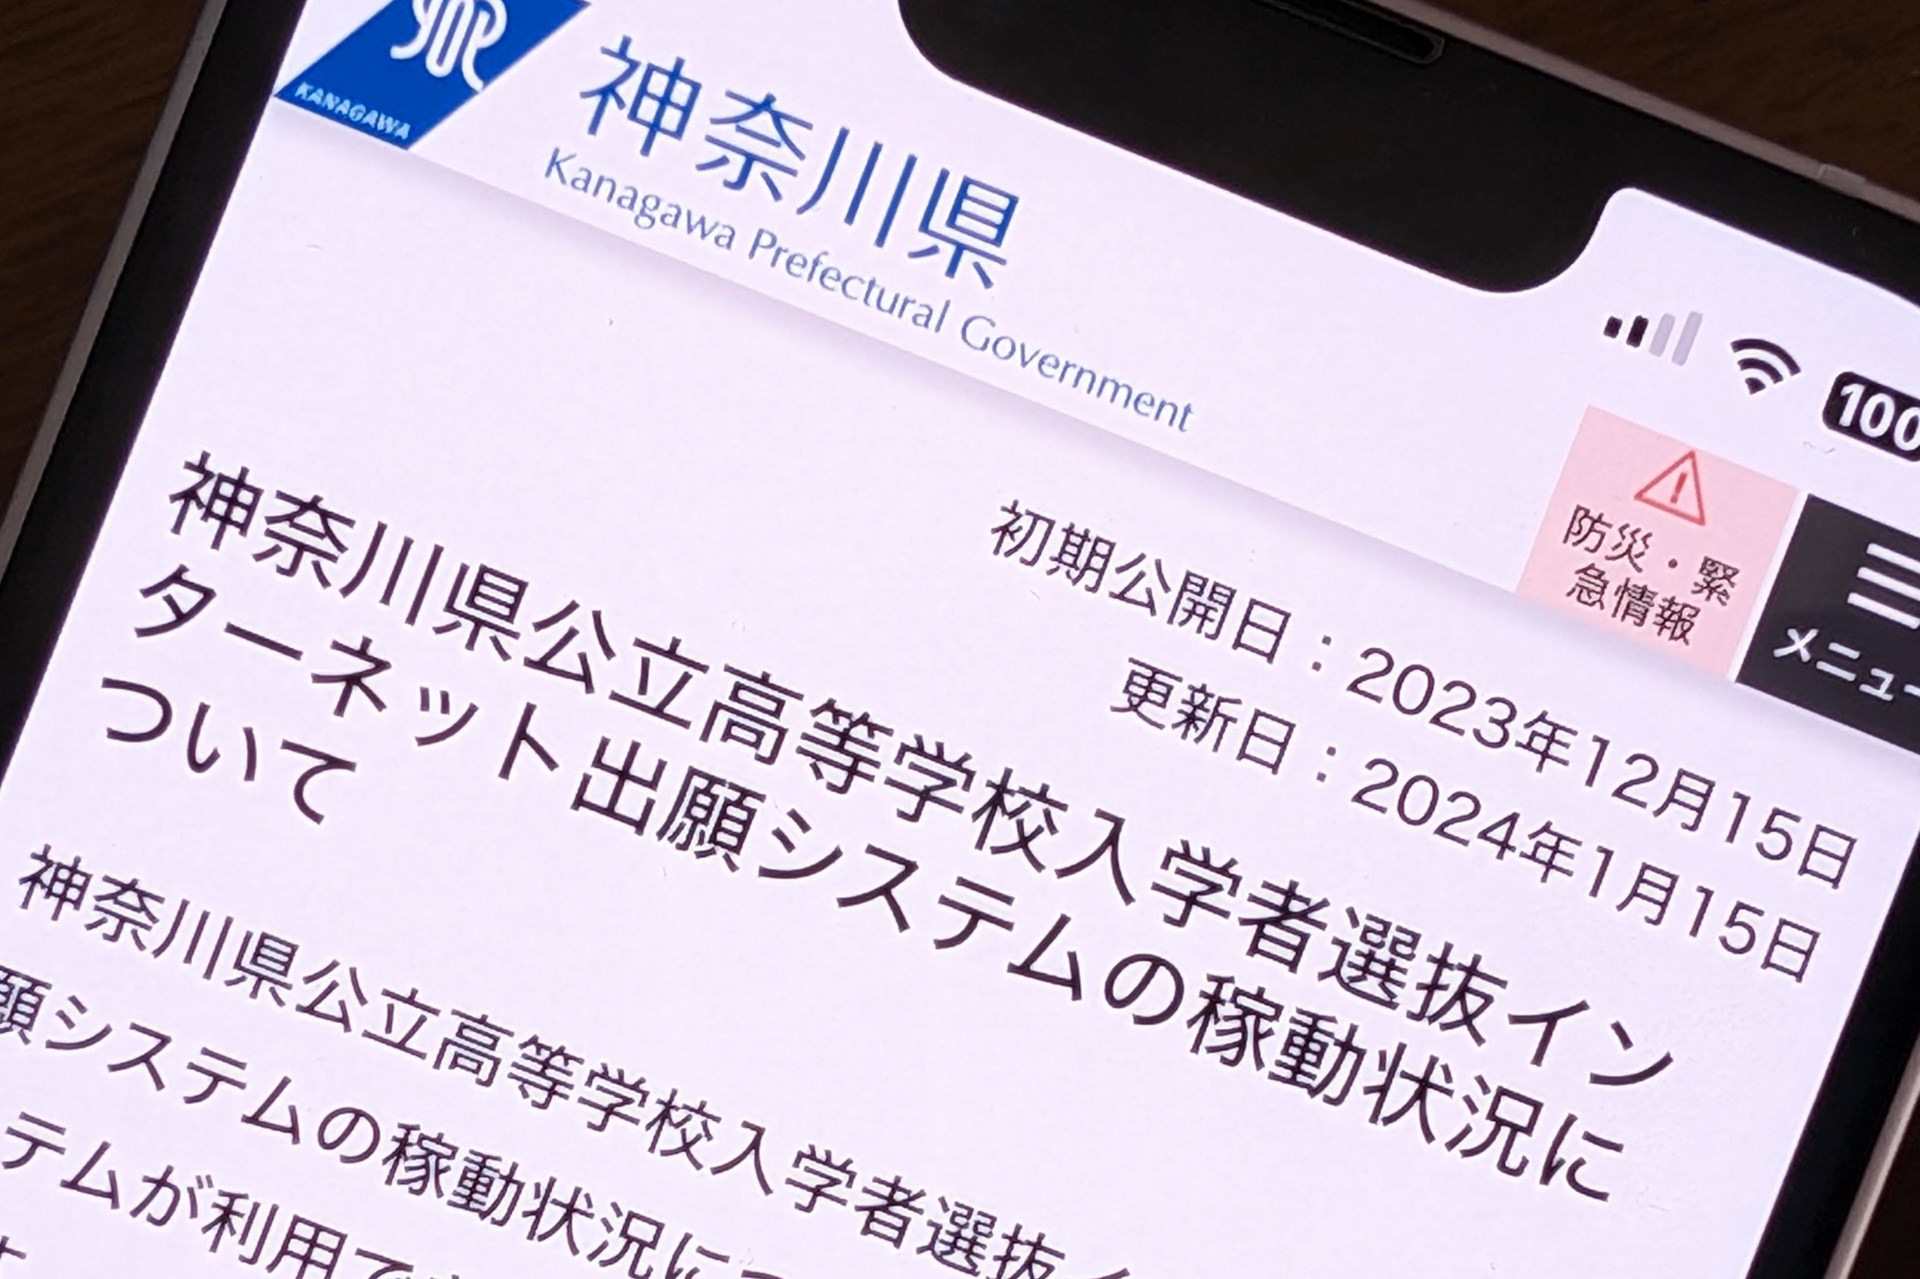 KANAGAWA
神奈川県
Kanagawa Prefectural Government
100
防災・緊
急情報
メニュー
初期公開日：2023年12月15日
更新日：2024年1月15日
神奈川県公立高等学校入学者選抜イン
ターネット出願システムの稼動状況に
ついて
神奈川県公立高等学校入学者選抜イ
願システムの稼動状況につ
テムが利用で